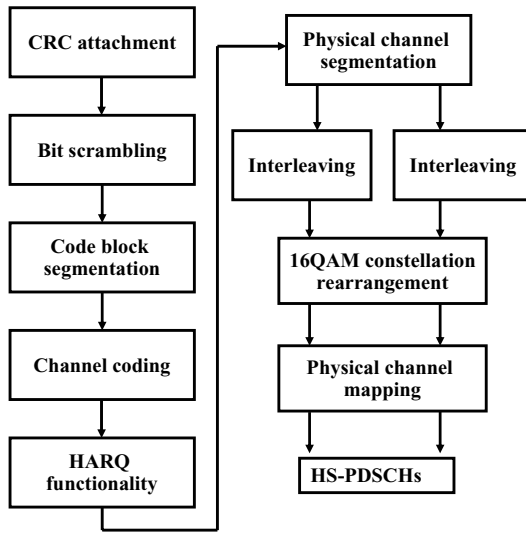 CRC attachment
Bit scrambling
Code block
segmentation
Channel coding
HARQ
functionality
Physical channel
segmentation
Interleaving
Interleaving
16QAM constellation
rearrangement
Physical channel
mapping
HS-PDSCHs